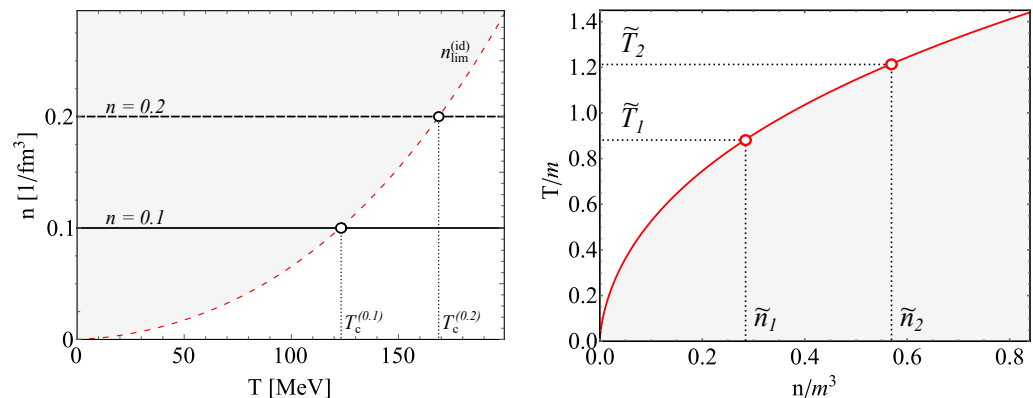 n [1/fm³]
0.2
0.1
0
n = 0.2
n = 0.1
n_lim^(id)
T_c^(0.1)
T_c^(0.2)
0 50 100 150
T [MeV]
T/m
1.4
1.2
1.0
0.8
0.6
0.4
0.2
0.0
T̃₂
T̃₁
ñ₁
ñ₂
0.0 0.2 0.4 0.6 0.8
n/m³